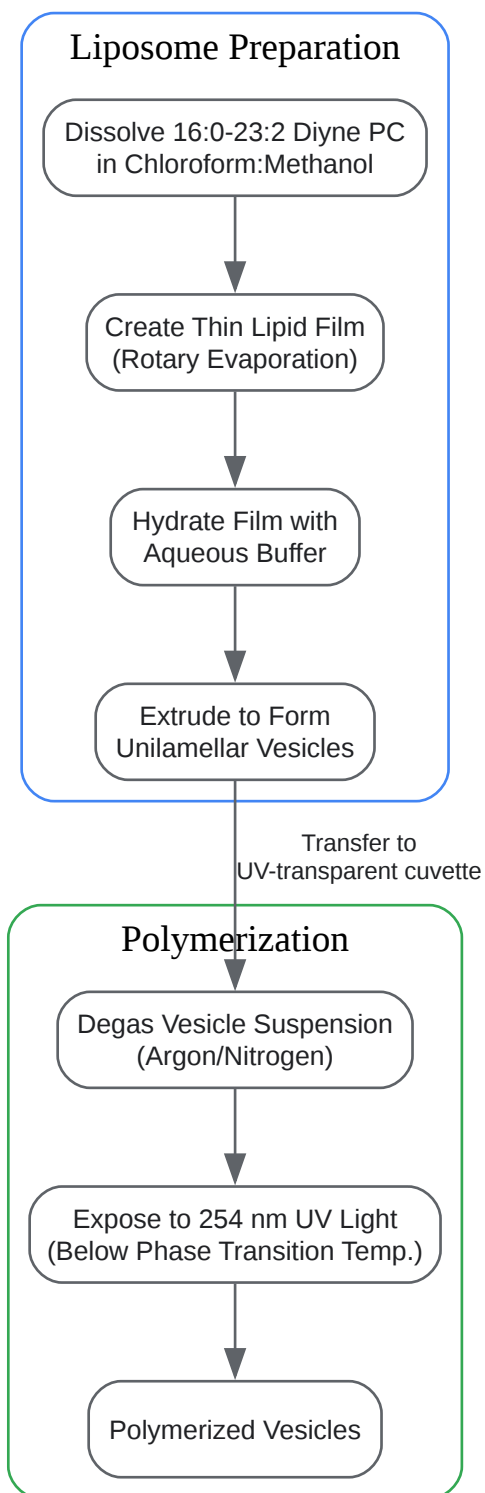 Liposome Preparation
Dissolve 16:0-23:2 Diyne PC
in Chloroform:Methanol
Create Thin Lipid Film
(Rotary Evaporation)
Hydrate Film with
Aqueous Buffer
Extrude to Form
Unilamellar Vesicles
Transfer to
UV-transparent cuvette
Polymerization
Degas Vesicle Suspension
(Argon/Nitrogen)
Expose to 254 nm UV Light
(Below Phase Transition Temp.)
Polymerized Vesicles